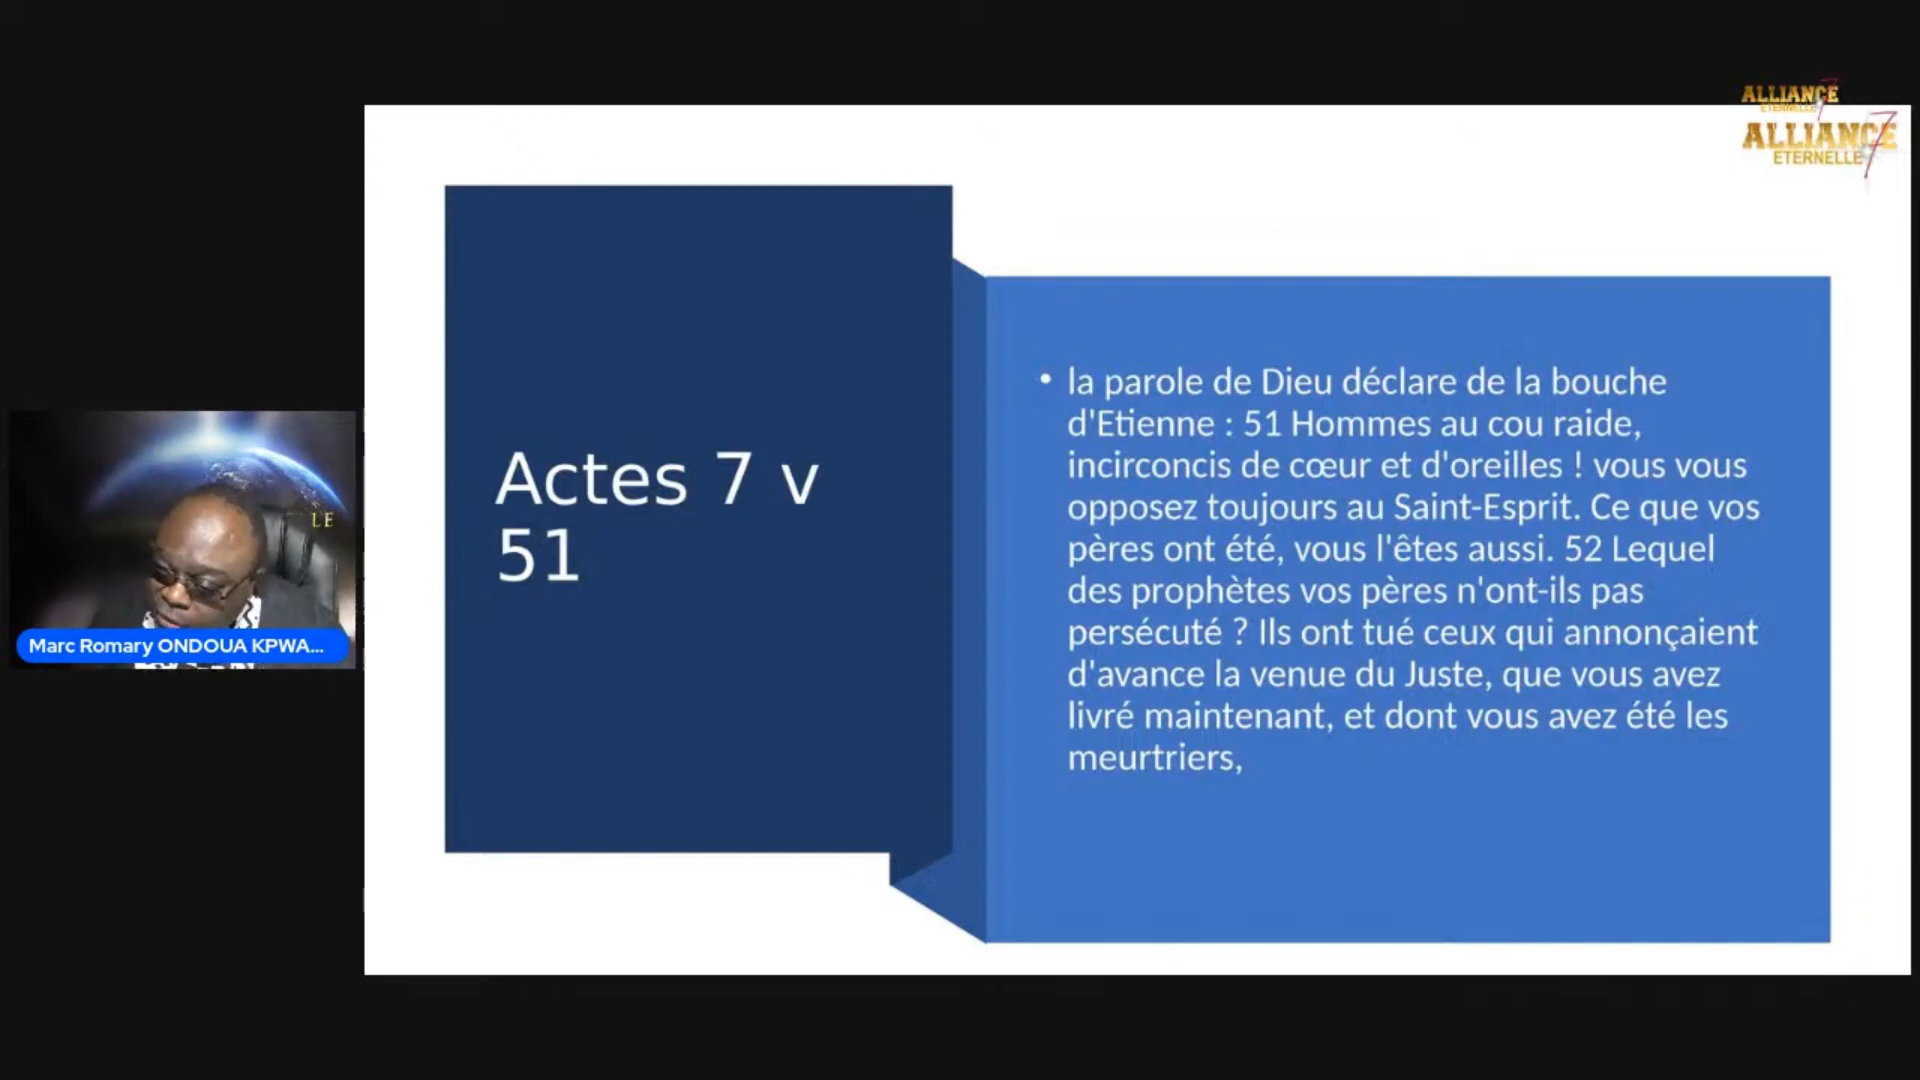 ALLIANCE
ETERNELLE
ALLIANCE 7
ETERNELLE
Actes 7 v
51
• la parole de Dieu déclare de la bouche
d'Etienne : 51 Hommes au cou raide,
incirconcis de cœur et d'oreilles ! vous vous
opposez toujours au Saint-Esprit. Ce que vos
pères ont été, vous l'êtes aussi. 52 Lequel
des prophètes vos pères n'ont-ils pas
persécuté ? Ils ont tué ceux qui annonçaient
d'avance la venue du Juste, que vous avez
livré maintenant, et dont vous avez été les
meurtriers,
LE
Marc Romary ONDOUA KPWA...